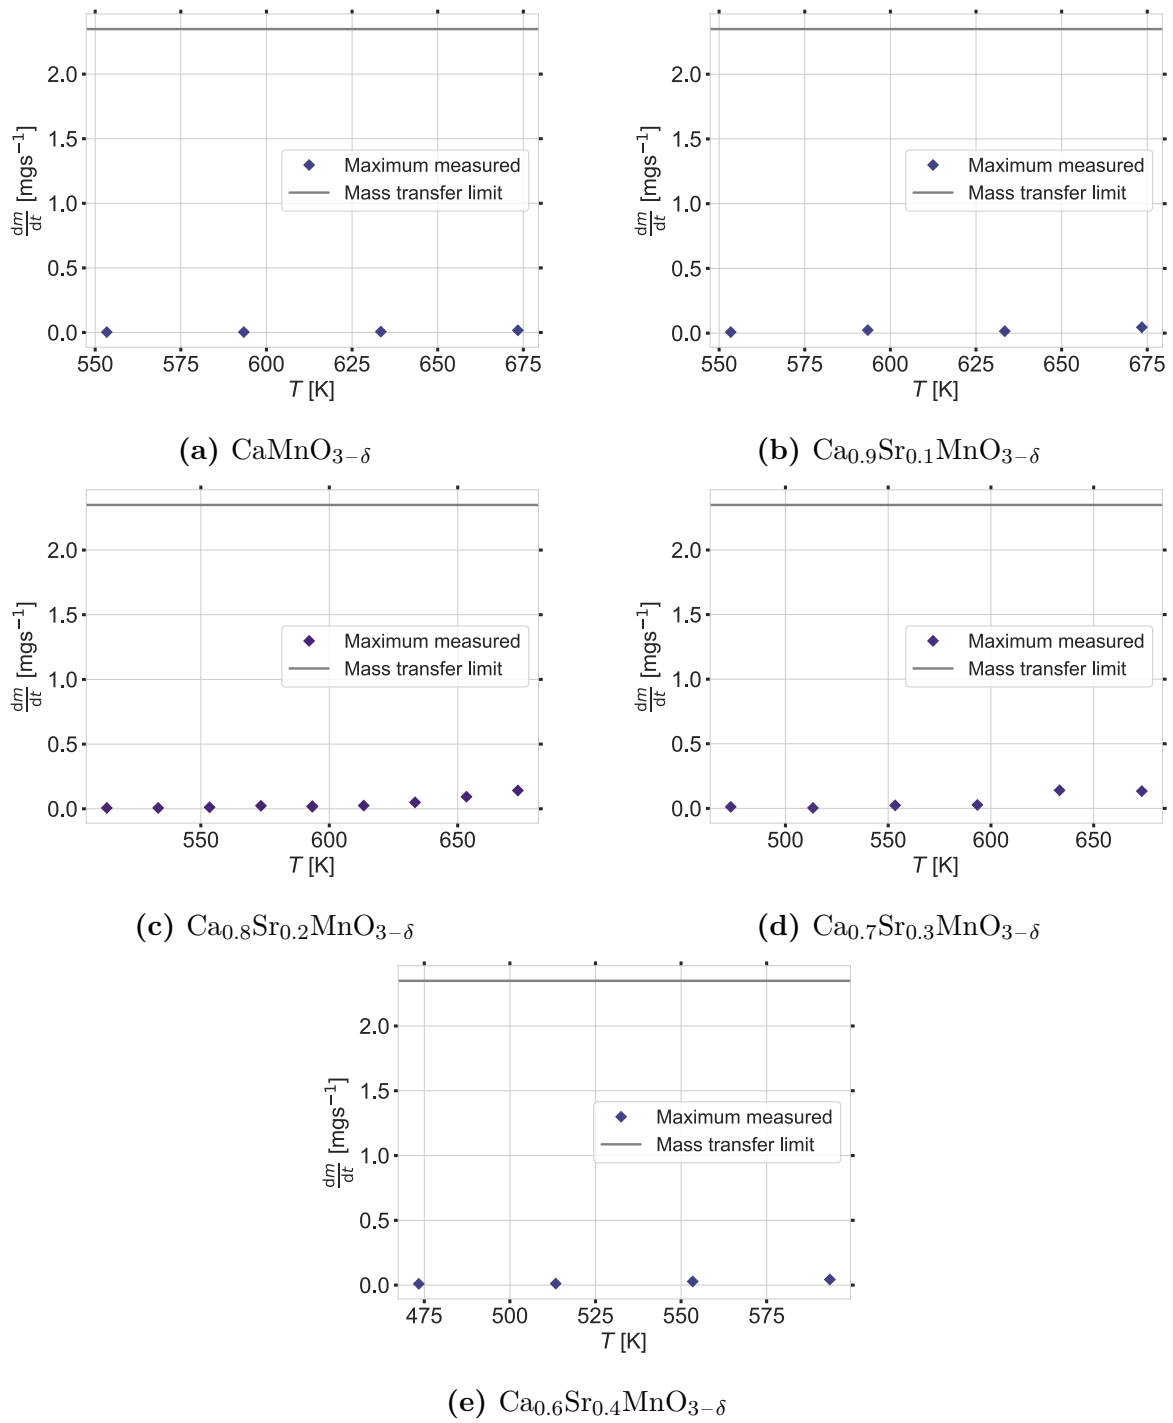 2.0
1.5
1.0
0.5
0.0
dm/dt [mgs⁻¹]
Maximum measured
Mass transfer limit
550 575 600 625 650 675
T [K]
(a) CaMnO₃₋δ
2.0
1.5
1.0
0.5
0.0
dm/dt [mgs⁻¹]
Maximum measured
Mass transfer limit
550 575 600 625 650 675
T [K]
(b) Ca₀.₉Sr₀.₁MnO₃₋δ
2.0
1.5
1.0
0.5
0.0
dm/dt [mgs⁻¹]
Maximum measured
Mass transfer limit
550 600 650
T [K]
(c) Ca₀.₈Sr₀.₂MnO₃₋δ
2.0
1.5
1.0
0.5
0.0
dm/dt [mgs⁻¹]
Maximum measured
Mass transfer limit
500 550 600 650
T [K]
(d) Ca₀.₇Sr₀.₃MnO₃₋δ
2.0
1.5
1.0
0.5
0.0
dm/dt [mgs⁻¹]
Maximum measured
Mass transfer limit
475 500 525 550 575
T [K]
(e) Ca₀.₆Sr₀.₄MnO₃₋δ